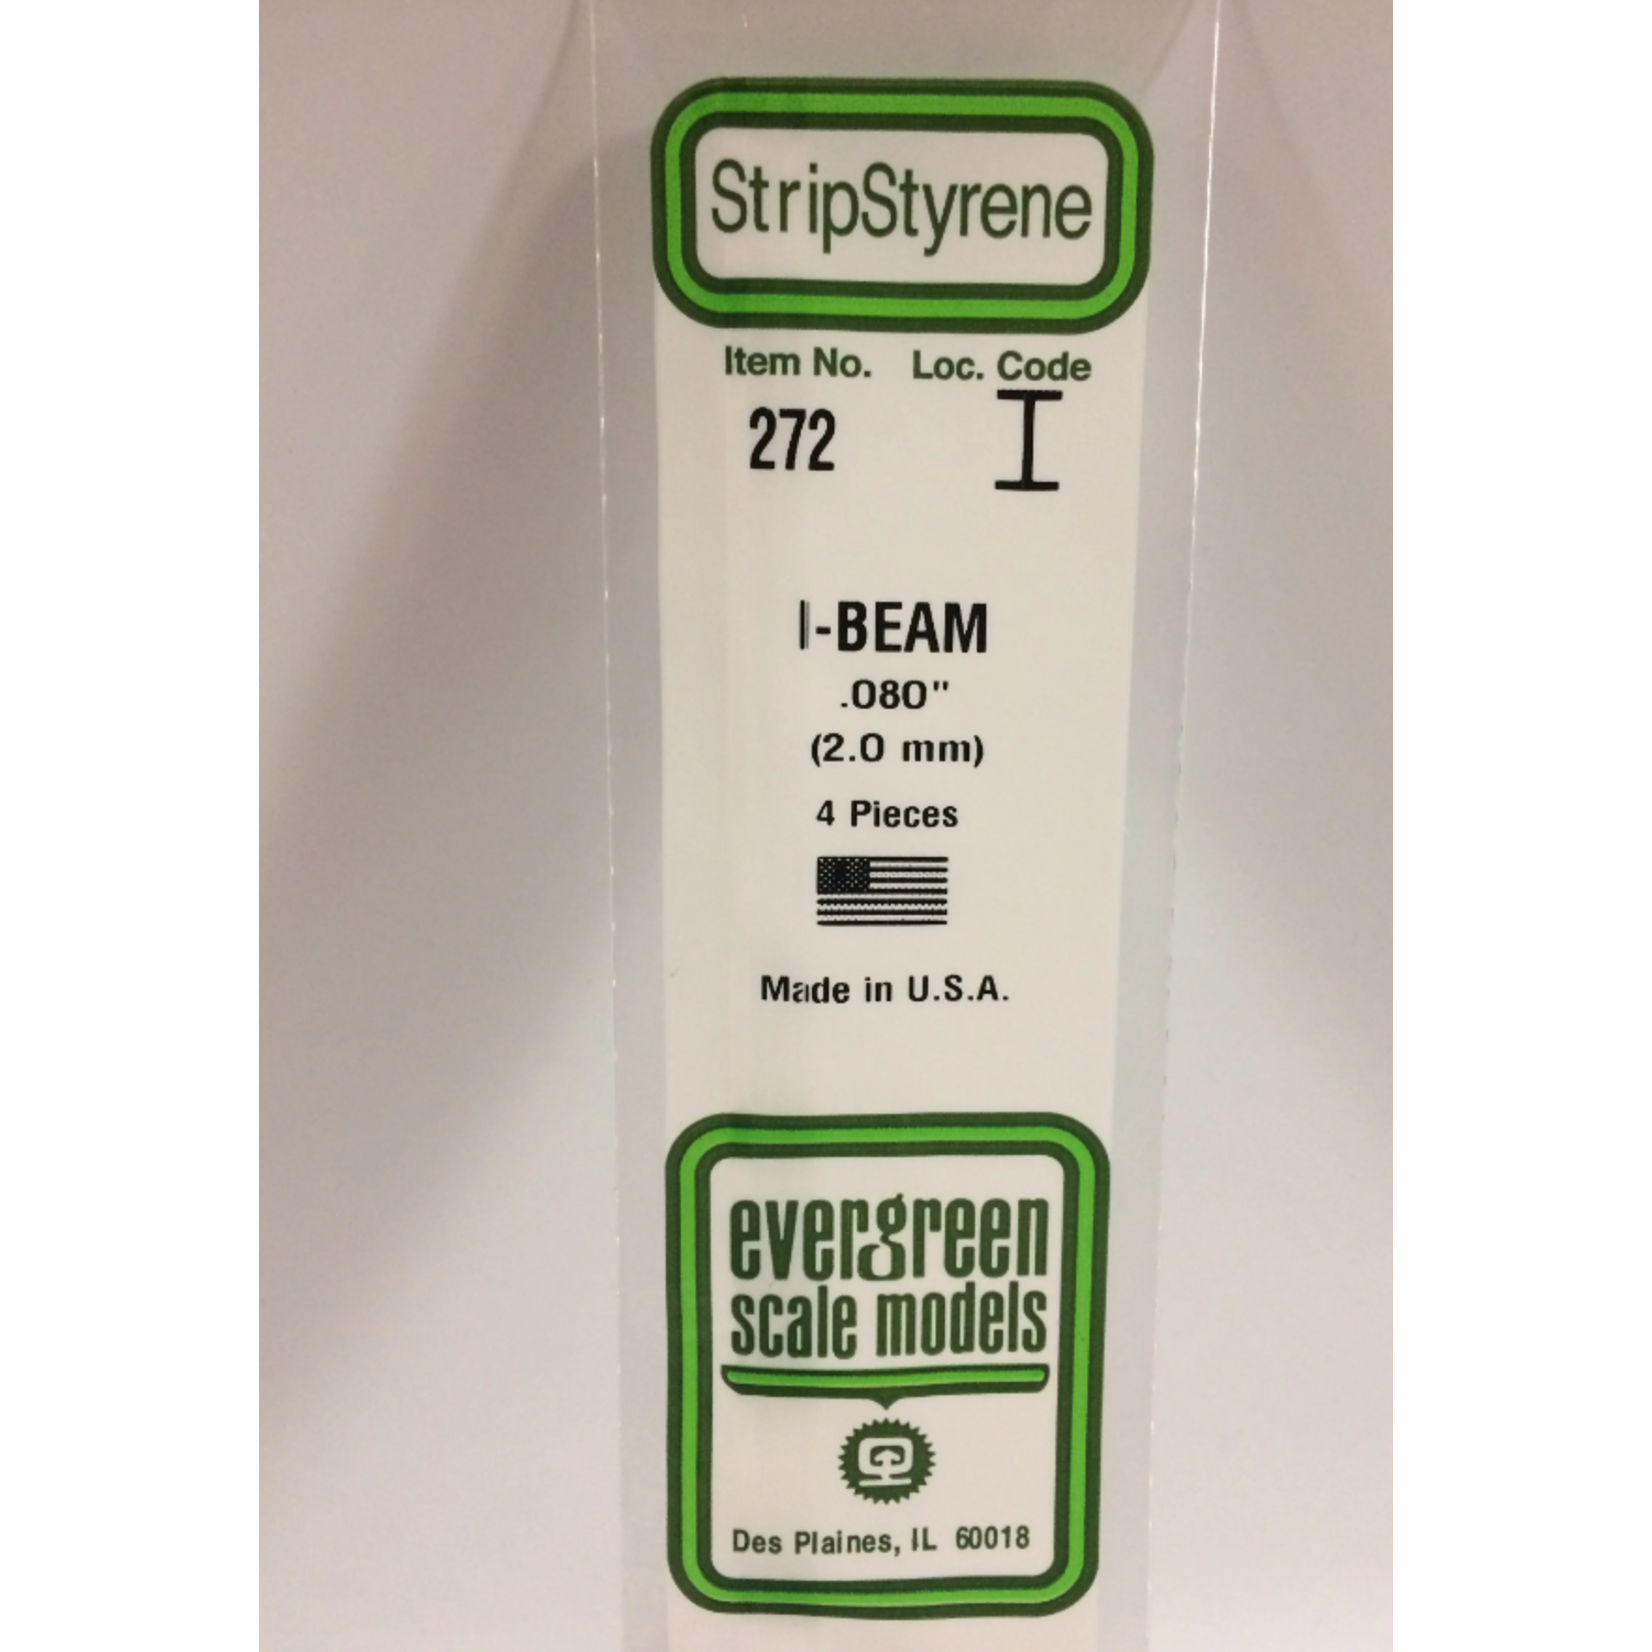 StripStyrene
Item No. Loc. Code
272 I
I-BEAM
.080"
(2.0 mm)
4 Pieces
Made in U.S.A.
evergreen
scale models
Des Plaines, IL 60018